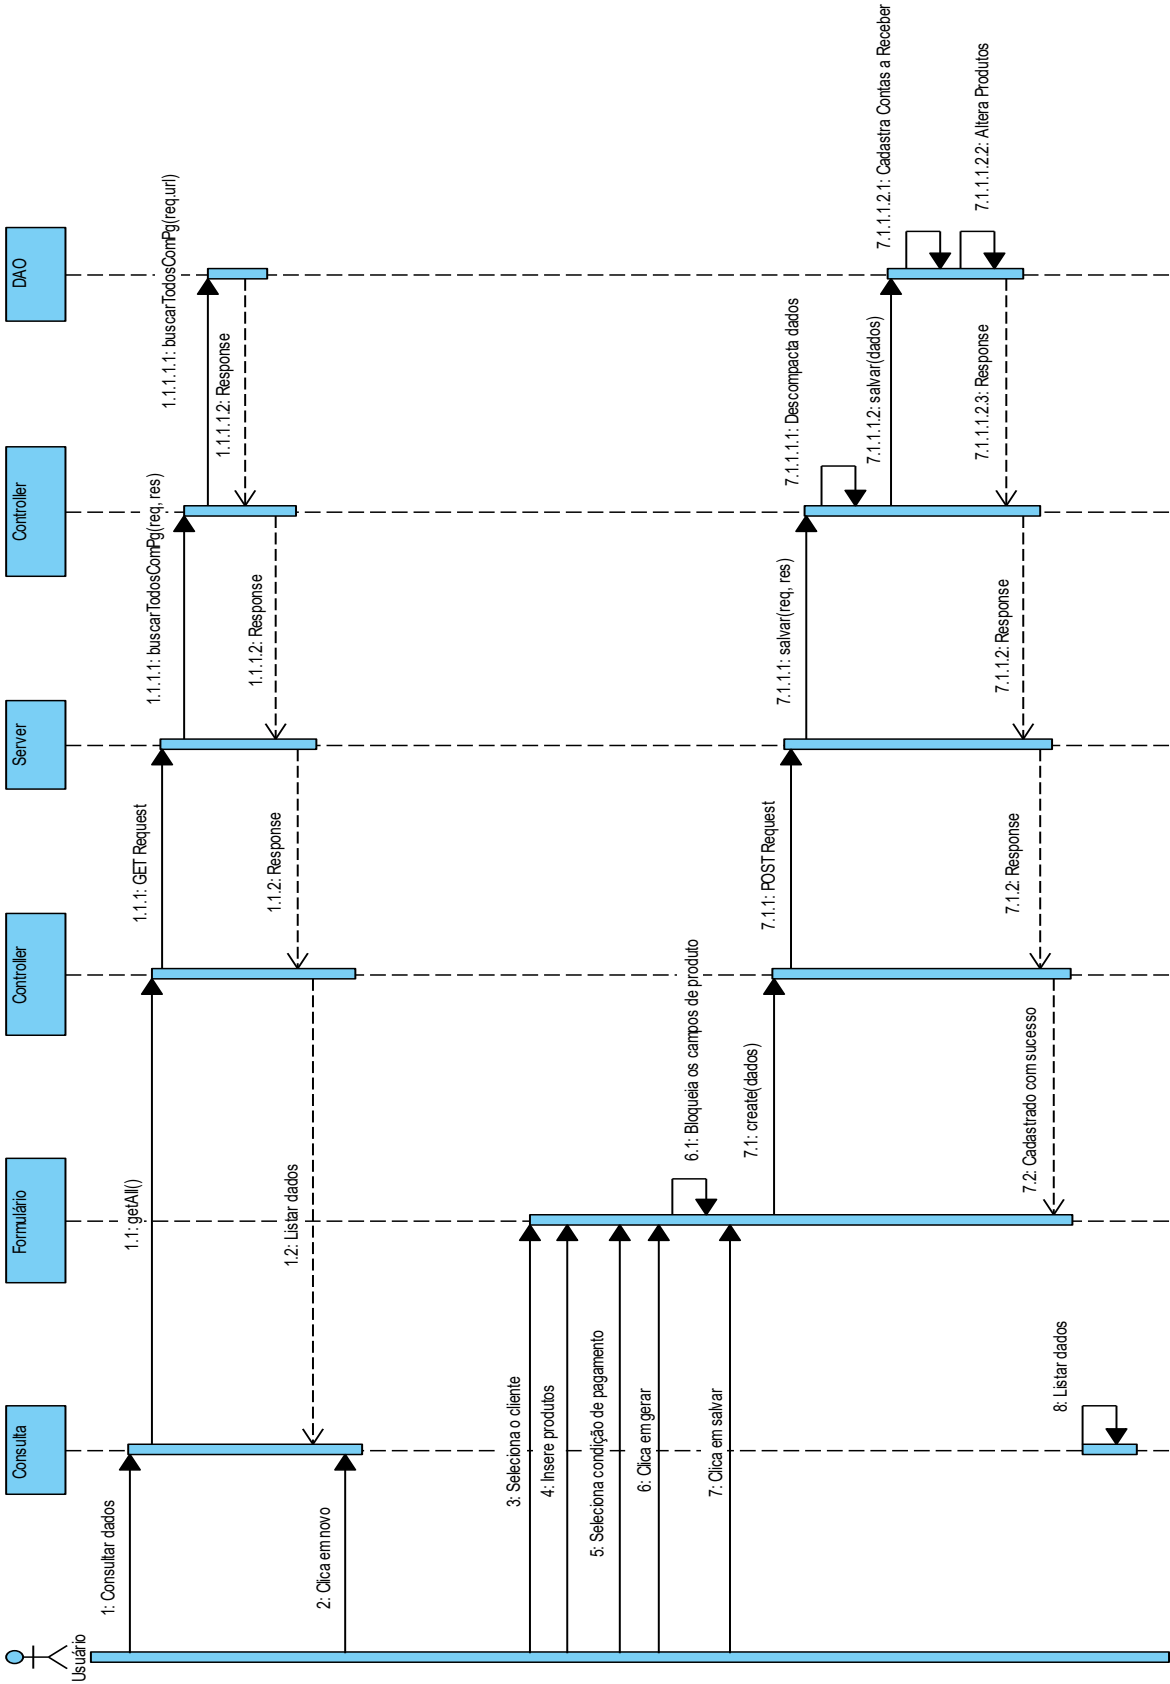 Usuário
Consulta
Formulário
Controller
Server
Controller
DAO
1: Consultar dados
1.1: getAll()
1.1.1: GET Request
1.1.1.1: buscarTodosComPg(req, res)
1.1.1.1.1: buscarTodosComPg(req.url)
1.1.1.1.2: Response
1.1.1.2: Response
1.1.2: Response
1.2: Listar dados
2: Clica em novo
3: Seleciona o cliente
4: Insere produtos
5: Seleciona condição de pagamento
6: Clica em gerar
6.1: Bloqueia os campos de produto
7: Clica em salvar
7.1: create(dados)
7.1.1: POST Request
7.1.1.1: salvar(req, res)
7.1.1.1.1: Descompacta dados
7.1.1.1.2: salvar(dados)
7.1.1.1.2.1: Cadastra Contas a Receber
7.1.1.1.2.2: Altera Produtos
7.1.1.1.2.3: Response
7.1.1.2: Response
7.1.2: Response
7.2: Cadastrado com sucesso
8: Listar dados